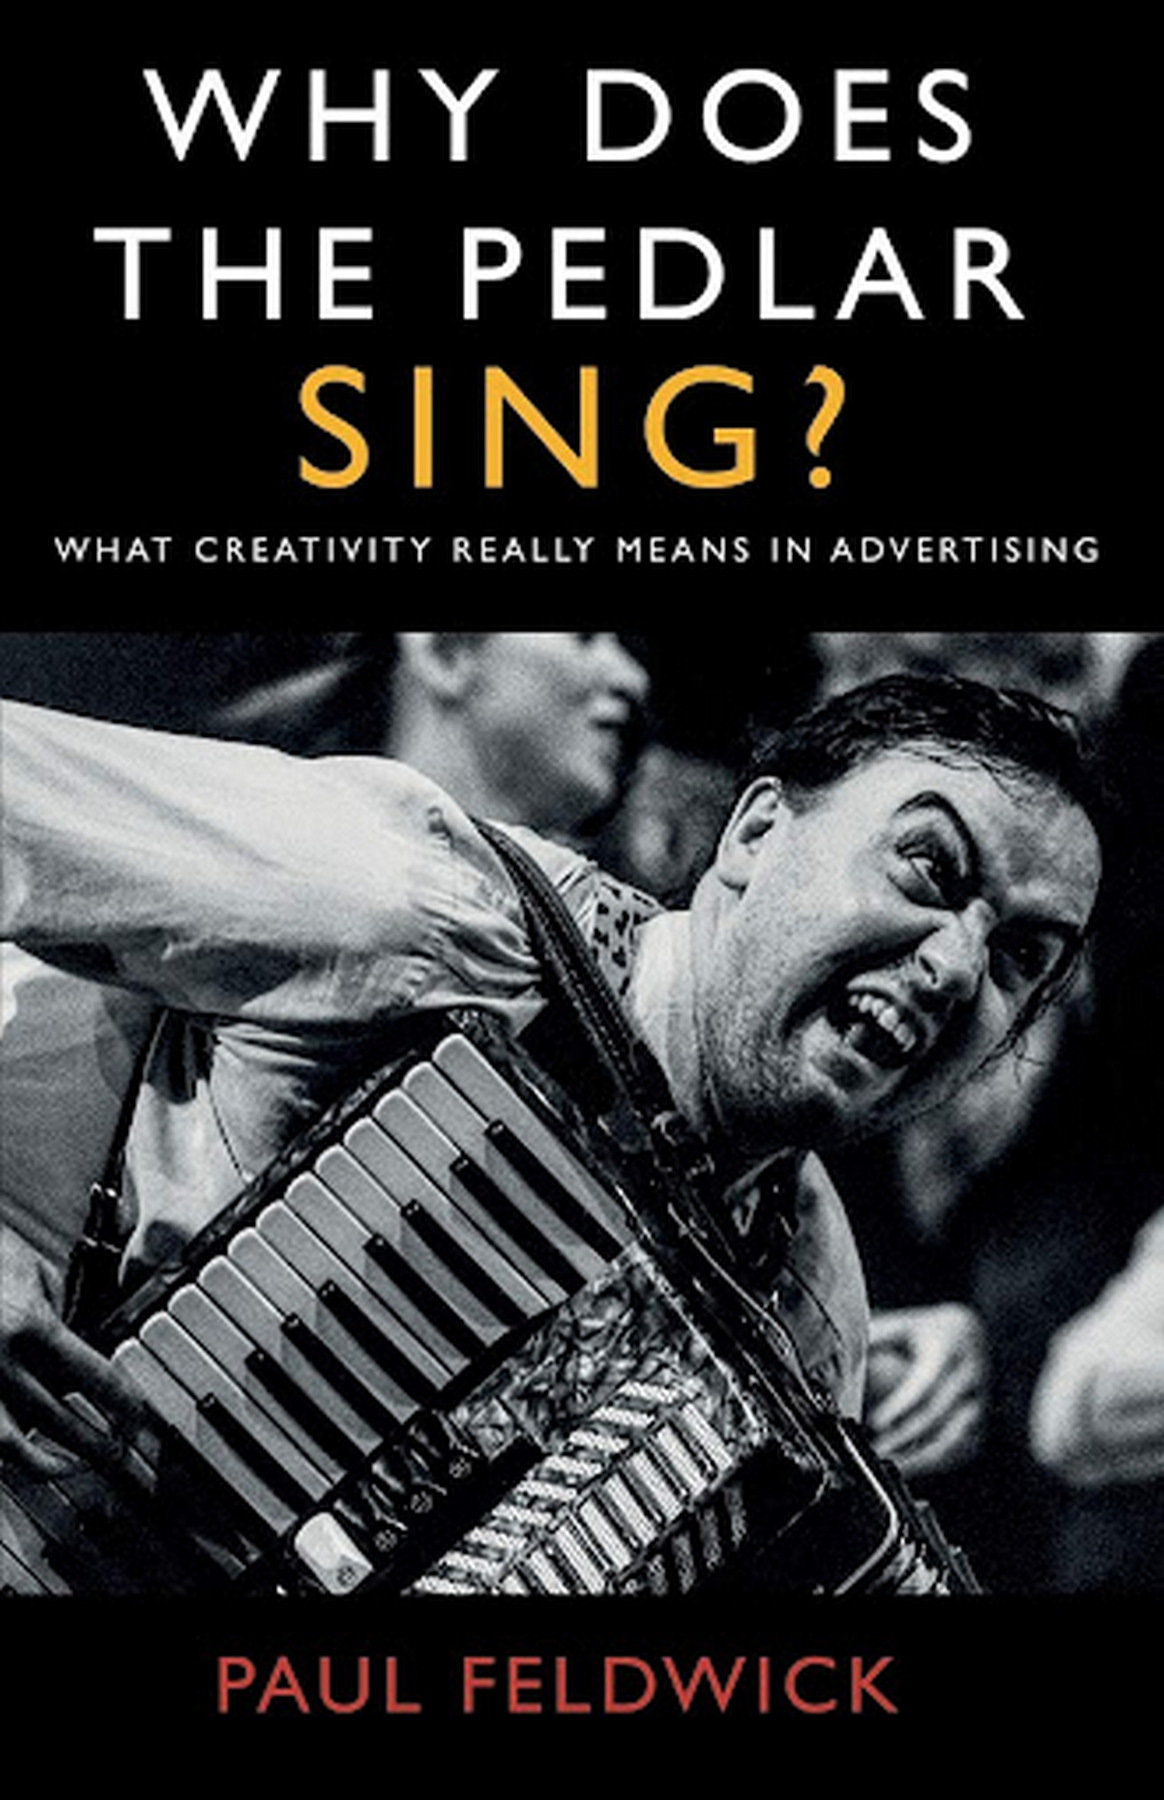 WHY DOES
THE PEDLAR
SING?
WHAT CREATIVITY REALLY MEANS IN ADVERTISING
PAUL FELDWICK